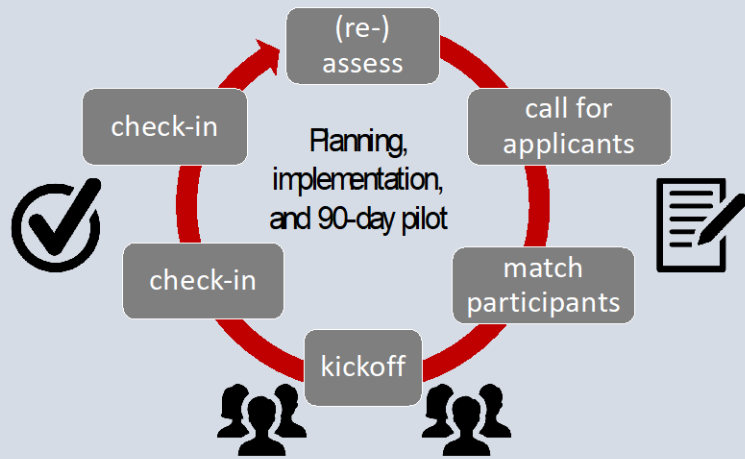 (re-)
assess
call for
applicants
match
participants
kickoff
check-in
check-in
Planning,
implementation,
and 90-day pilot